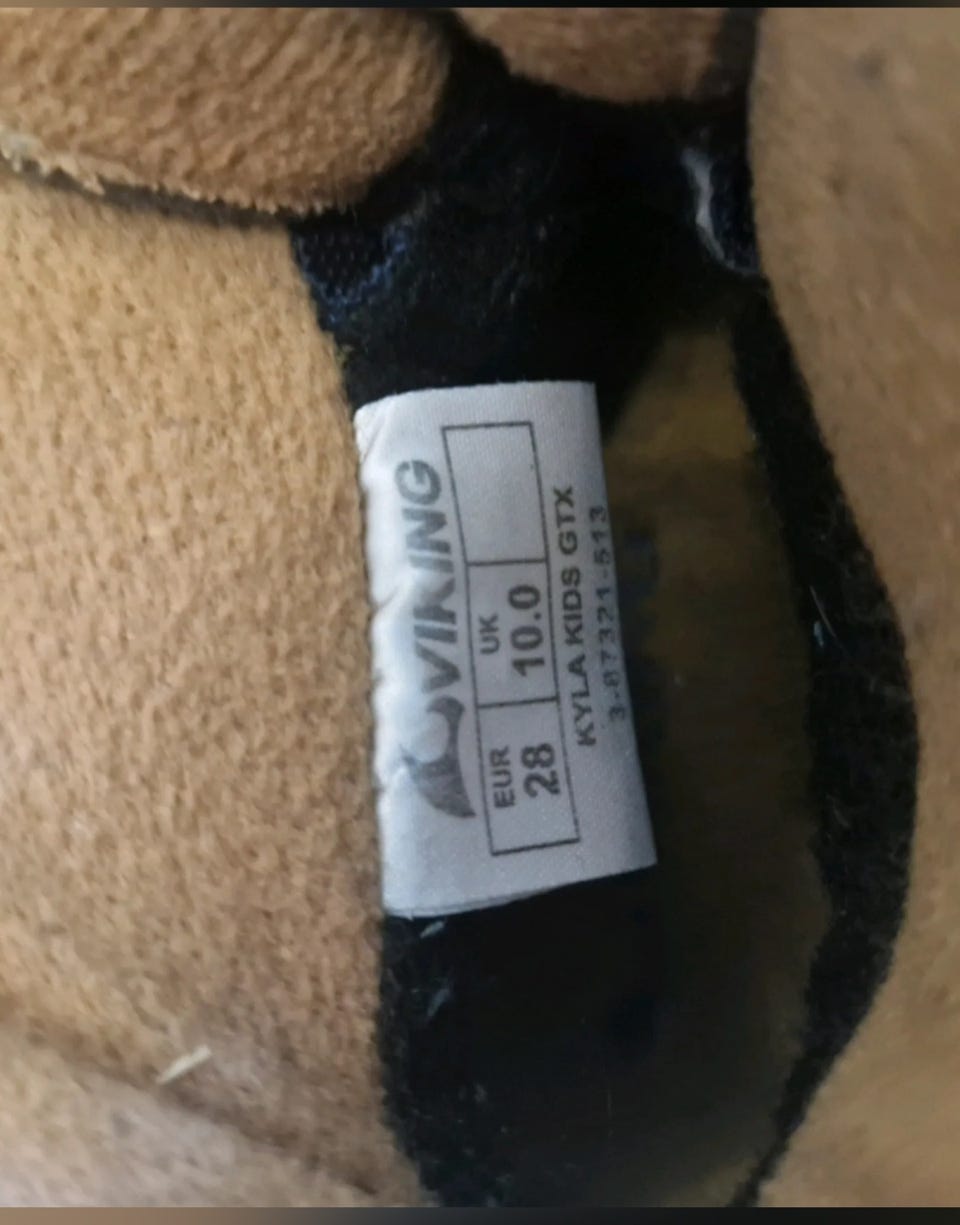 VIKING
EUR UK
28 10.0
KYLA KIDS GTX
3-87321-513